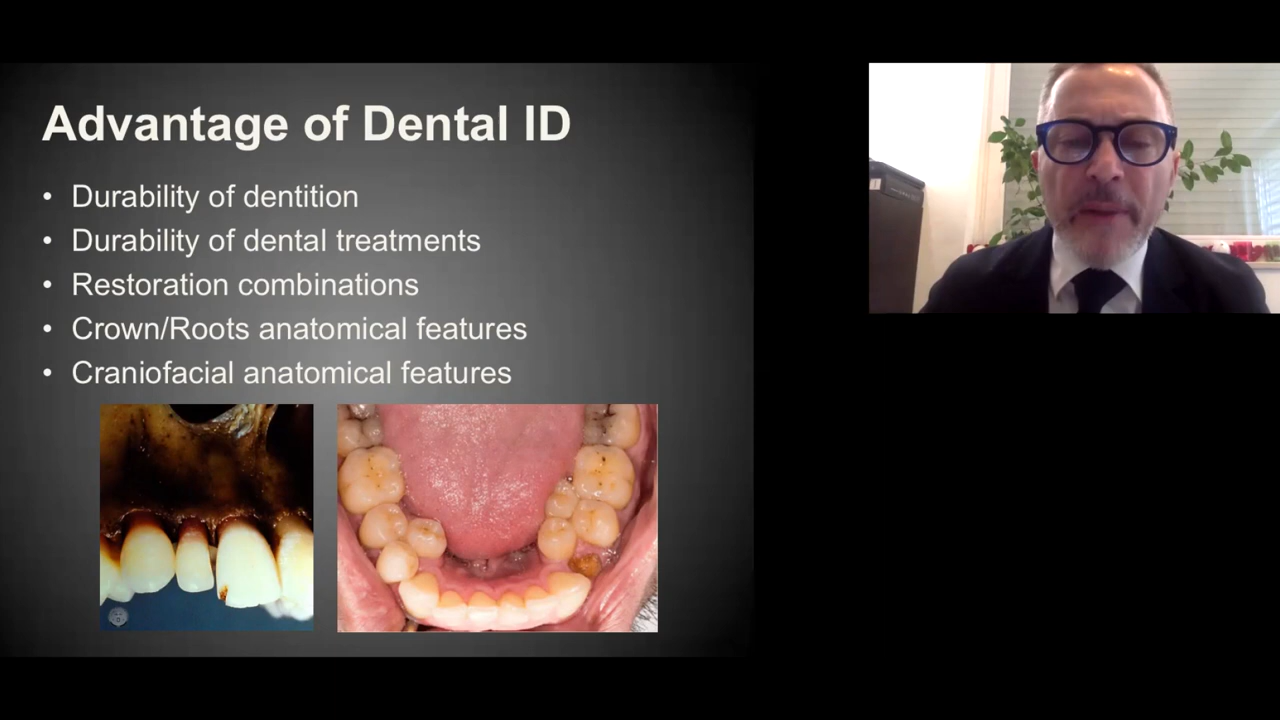 Advantage of Dental ID
• Durability of dentition
• Durability of dental treatments
• Restoration combinations
• Crown/Roots anatomical features
• Craniofacial anatomical features